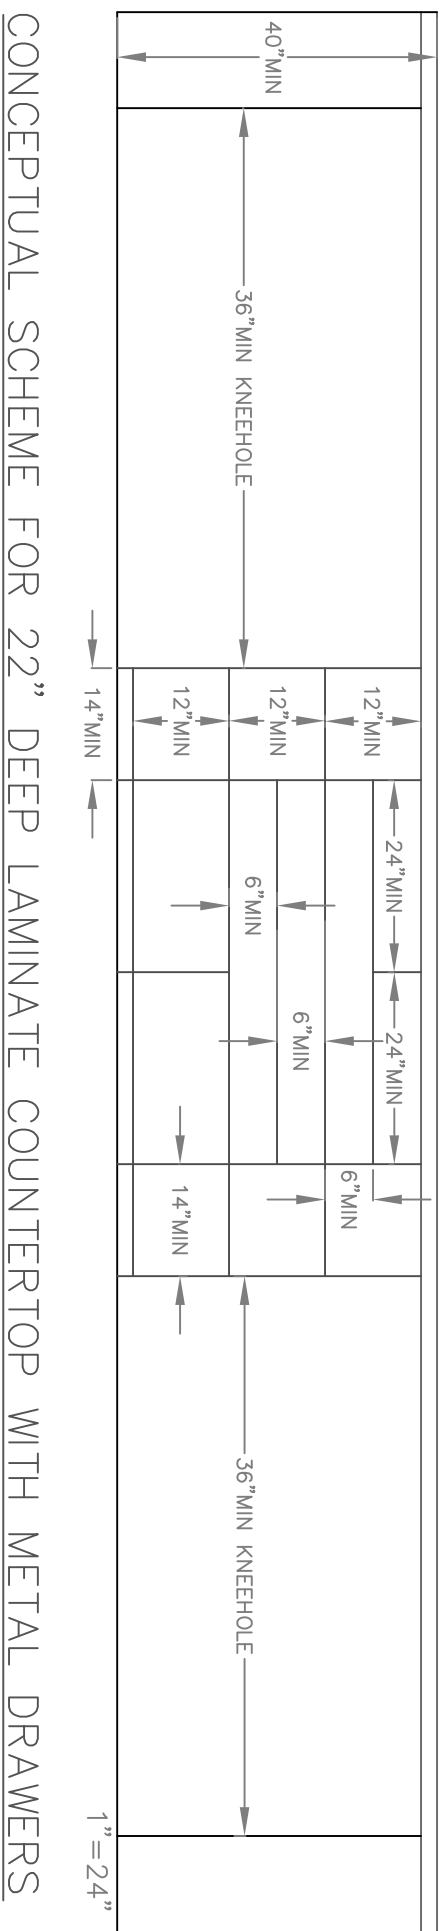 40"MIN
36"MIN KNEEHOLE
14"MIN
12"MIN
12"MIN
12"MIN
24"MIN
24"MIN
6"MIN
6"MIN
6"MIN
14"MIN
36"MIN KNEEHOLE
1"=24"
CONCEPTUAL SCHEME FOR 22" DEEP LAMINATE COUNTERTOP WITH METAL DRAWERS